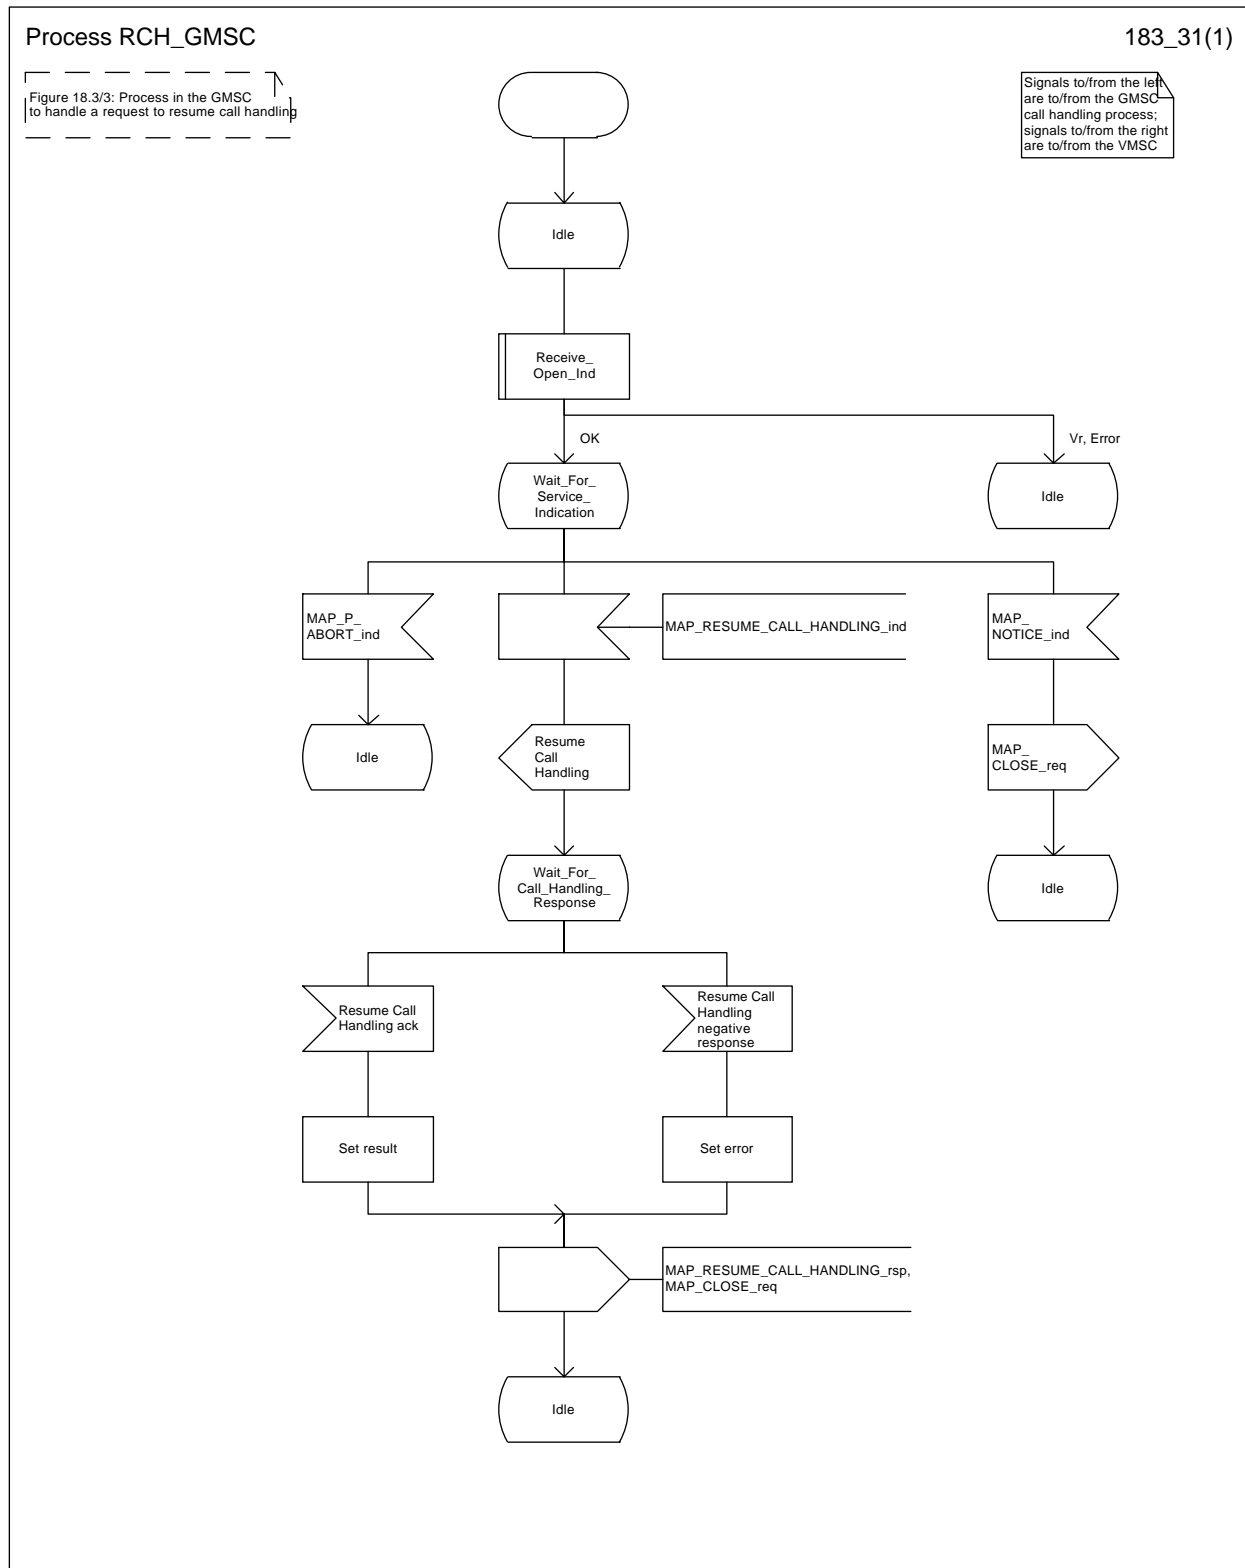 Process RCH_GMSC
183_31(1)
Figure 18.3/3: Process in the GMSC
to handle a request to resume call handling
Signals to/from the left
are to/from the GMSC
call handling process;
signals to/from the right
are to/from the VMSC
Idle
Receive_
Open_Ind
OK
Vr, Error
Wait_For_
Service_
Indication
Idle
MAP_P_
ABORT_ind
MAP_RESUME_CALL_HANDLING_ind
MAP_
NOTICE_ind
Idle
Resume
Call
Handling
MAP_
CLOSE_req
Wait_For_
Call_Handling_
Response
Idle
Resume Call
Handling ack
Resume Call
Handling
negative
response
Set result
Set error
MAP_RESUME_CALL_HANDLING_rsp,
MAP_CLOSE_req
Idle